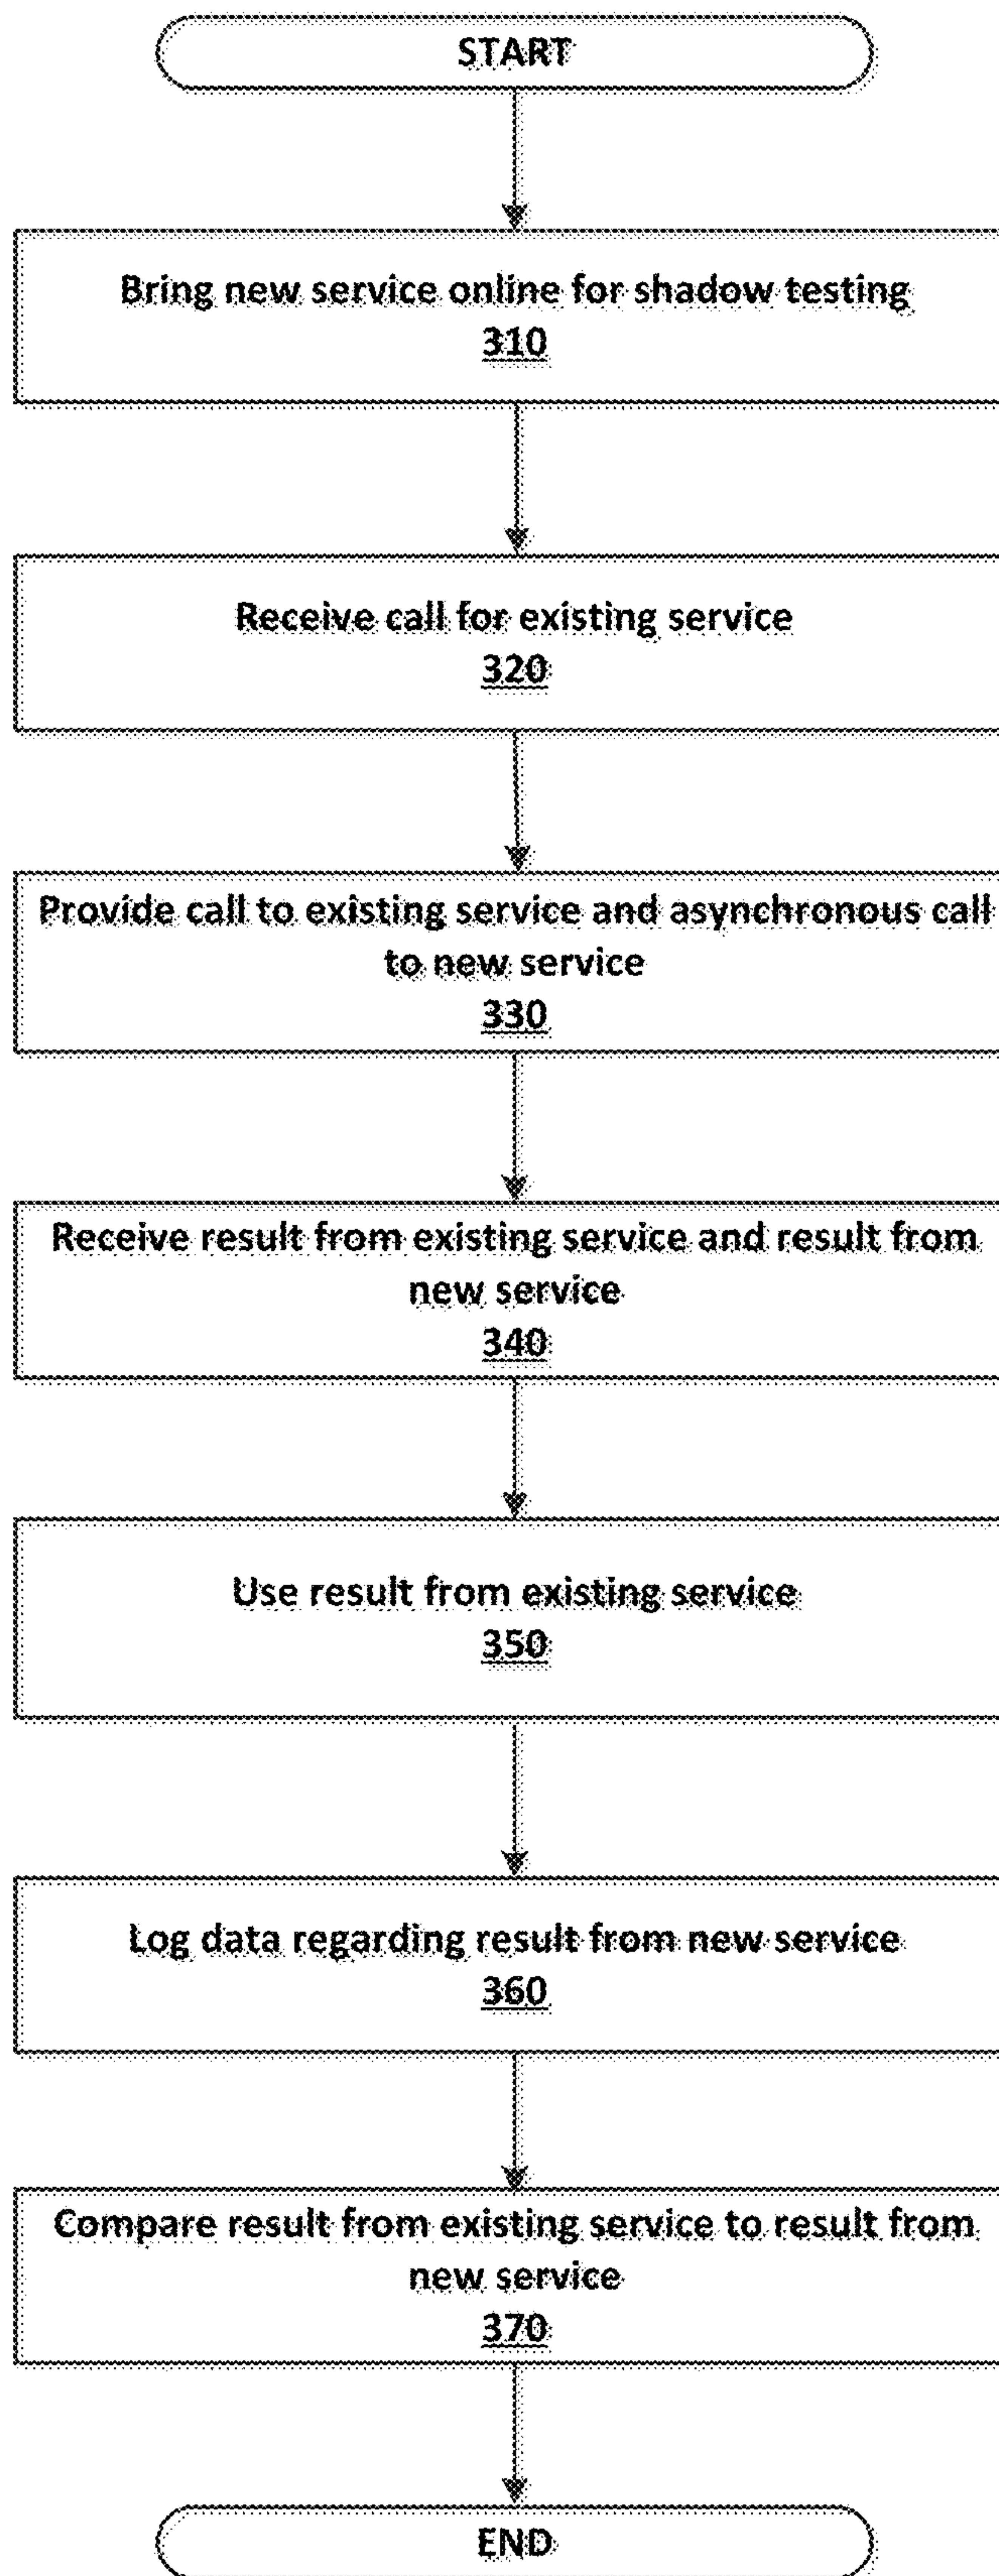 START
Bring new service online for shadow testing
310
Receive call for existing service
320
Provide call to existing service and asynchronous call
to new service
330
Receive result from existing service and result from
new service
340
Use result from existing service
350
Log data regarding result from new service
360
Compare result from existing service to result from
new service
370
END